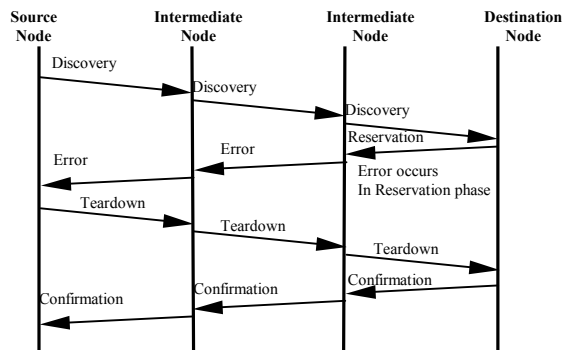 Source Node
Intermediate Node
Intermediate Node
Destination Node
Discovery
Discovery
Discovery
Reservation
Error
Error
Error occurs
In Reservation phase
Teardown
Teardown
Teardown
Confirmation
Confirmation
Confirmation